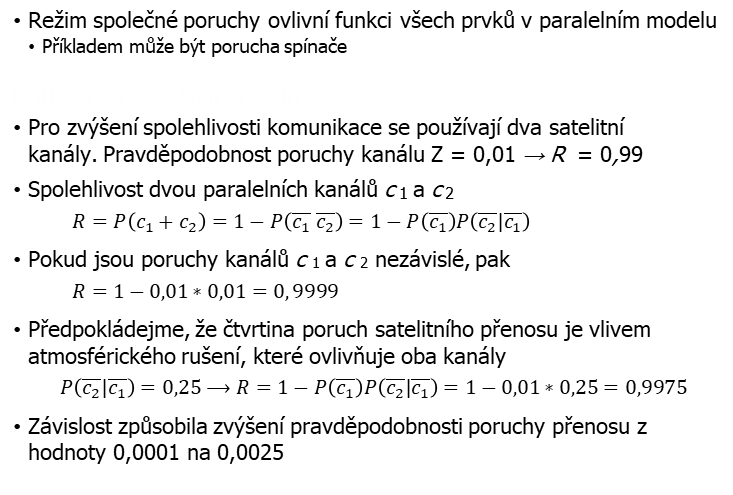 • Režim společné poruchy ovlivní funkci všech prvků v paralelním modelu
• Příkladem může být porucha spínače
• Pro zvýšení spolehlivosti komunikace se používají dva satelitní
kanály. Pravděpodobnost poruchy kanálu Z = 0,01 → R = 0,99
• Spolehlivost dvou paralelních kanálů c₁ a c₂
R = P(c₁ + c₂) = 1 − P(c̅₁ c̅₂) = 1 − P(c̅₁)P(c̅₂|c̅₁)
• Pokud jsou poruchy kanálů c₁ a c₂ nezávislé, pak
R = 1 − 0,01 ∗ 0,01 = 0,9999
• Předpokládejme, že čtvrtina poruch satelitního přenosu je vlivem
atmosférického rušení, které ovlivňuje oba kanály
P(c̅₂|c̅₁) = 0,25 → R = 1 − P(c̅₁)P(c̅₂|c̅₁) = 1 − 0,01 ∗ 0,25 = 0,9975
• Závislost způsobila zvýšení pravděpodobnosti poruchy přenosu z
hodnoty 0,0001 na 0,0025